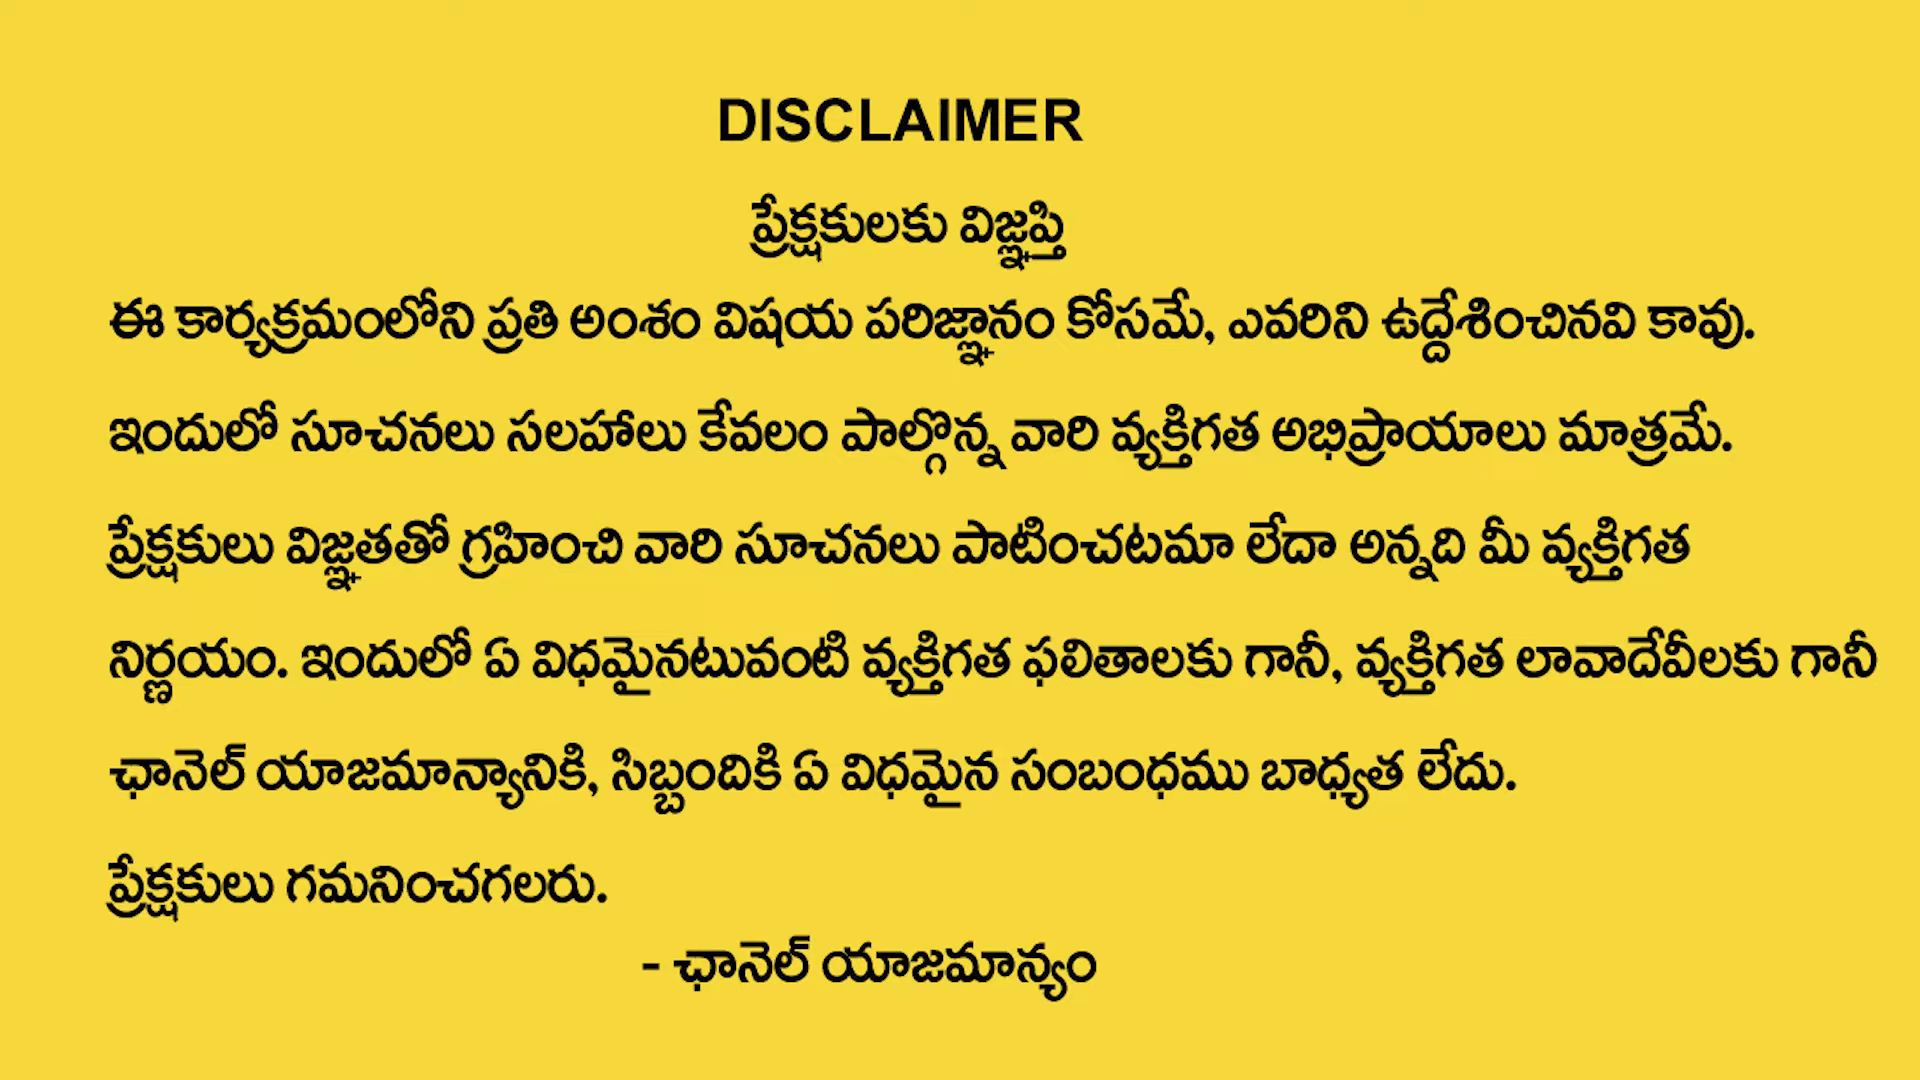 DISCLAIMER
ప్రేక్షకులకు విజ్ఞప్తి
ఈ కార్యక్రమంలోని ప్రతి అంశం విషయ పరిజ్ఞానం కోసమే, ఎవరిని ఉద్దేశించినవి కావు.
ఇందులో సూచనలు సలహాలు కేవలం పాల్గొన్న వారి వ్యక్తిగత అభిప్రాయాలు మాత్రమే.
ప్రేక్షకులు విజ్ఞతతో గ్రహించి వారి సూచనలు పాటించటమా లేదా అన్నది మీ వ్యక్తిగత
నిర్ణయం. ఇందులో ఏ విధమైనటువంటి వ్యక్తిగత ఫలితాలకు గానీ, వ్యక్తిగత లావాదేవీలకు గానీ
ఛానెల్ యాజమాన్యానికి, సిబ్బందికి ఏ విధమైన సంబంధము బాధ్యత లేదు.
ప్రేక్షకులు గమనించగలరు.
- ఛానెల్ యాజమాన్యం